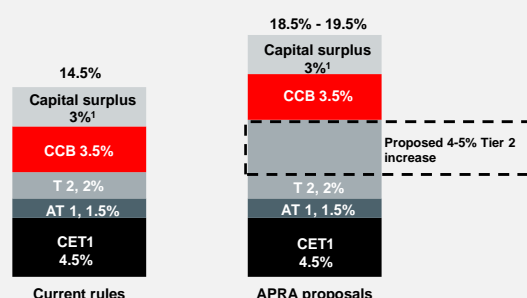 14.5%
Capital surplus
3%¹
CCB 3.5%
T 2, 2%
AT 1, 1.5%
CET1
4.5%
Current rules
18.5% - 19.5%
Capital surplus
3%¹
CCB 3.5%
Proposed 4-5% Tier 2
increase
T 2, 2%
AT 1, 1.5%
CET1
4.5%
APRA proposals